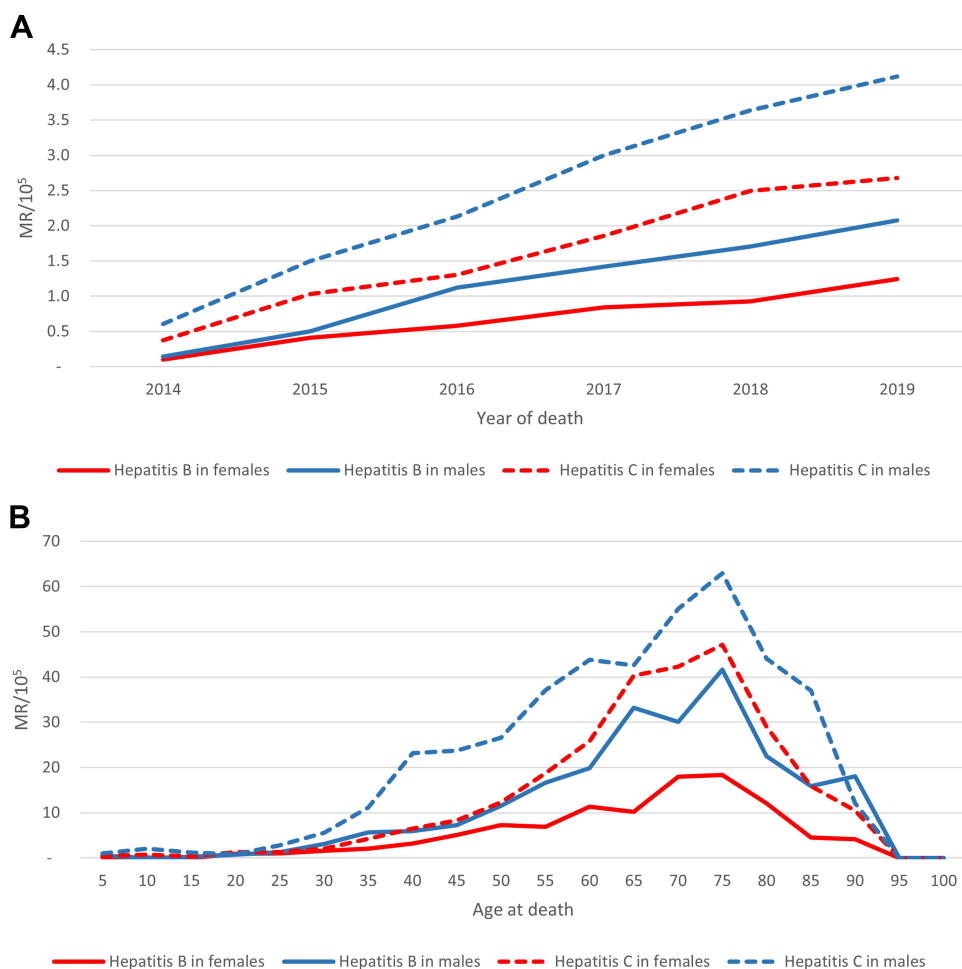 A
4.5
4.0
3.5
3.0
2.5
2.0
1.5
1.0
0.5
-
MR/10⁵
2014 2015 2016 2017 2018 2019
Year of death
Hepatitis B in females Hepatitis B in males Hepatitis C in females Hepatitis C in males
B
70
60
50
40
30
20
10
-
MR/10⁵
5 10 15 20 25 30 35 40 45 50 55 60 65 70 75 80 85 90 95 100
Age at death
Hepatitis B in females Hepatitis B in males Hepatitis C in females Hepatitis C in males